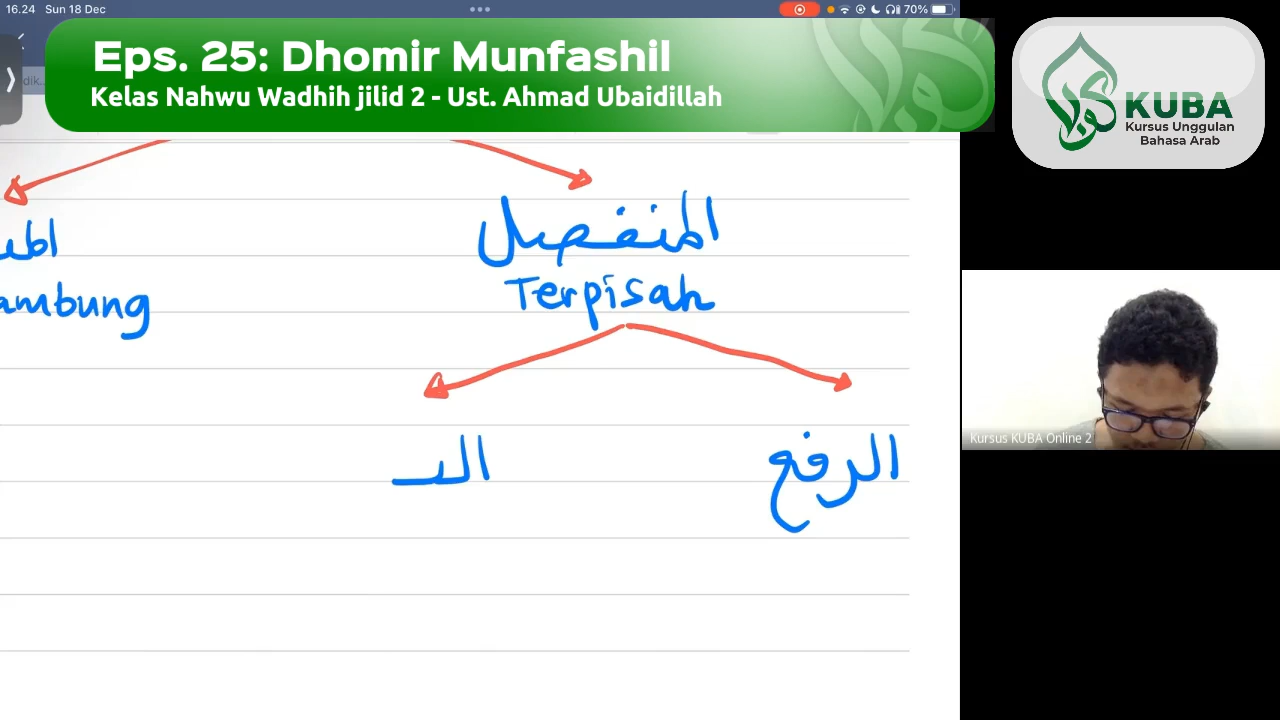 16.24 Sun 18 Dec
70%
Eps. 25: Dhomir Munfashil
Kelas Nahwu Wadhih jilid 2 - Ust. Ahmad Ubaidillah
KUBA
Kursus Unggulan
Bahasa Arab
المنفصل
Terpisah
ambung
الرفع
Kursus KUBA Online 2